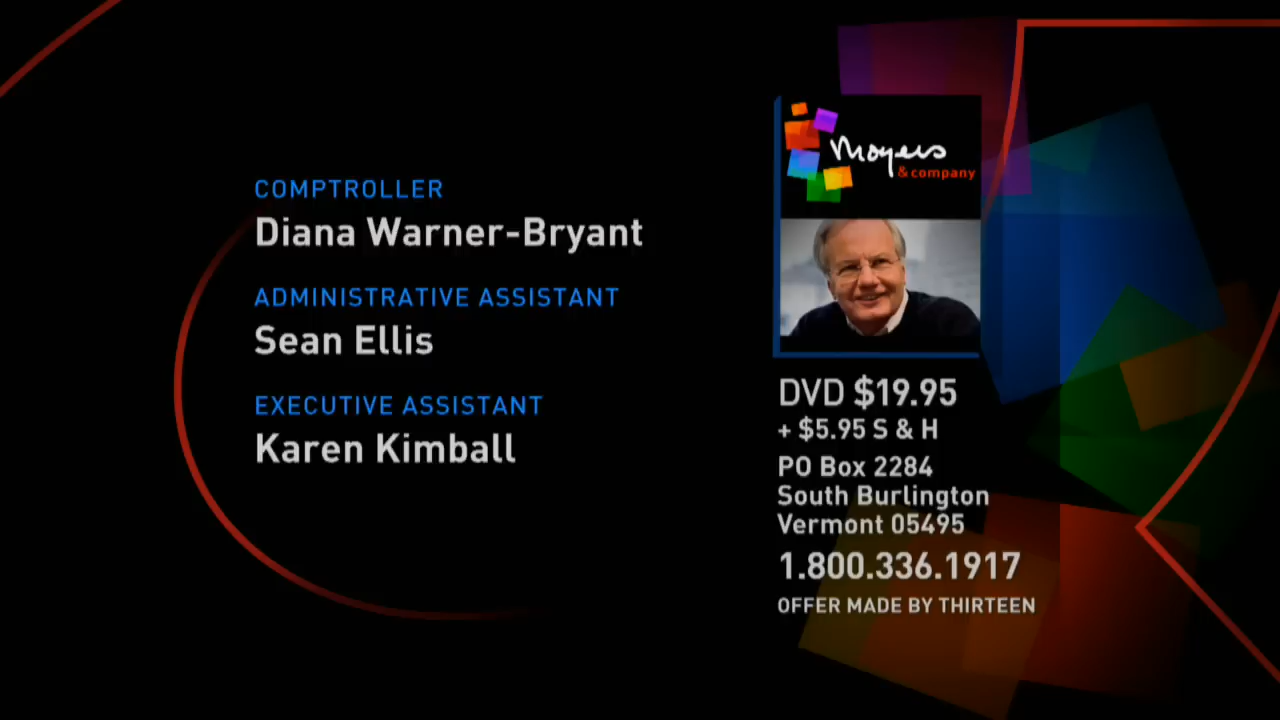 COMPTROLLER
Diana Warner-Bryant
ADMINISTRATIVE ASSISTANT
Sean Ellis
EXECUTIVE ASSISTANT
Karen Kimball
Moyers
& company
DVD $19.95
+ $5.95 S & H
PO Box 2284
South Burlington
Vermont 05495
1.800.336.1917
OFFER MADE BY THIRTEEN